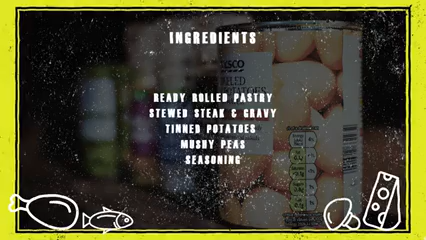 INGREDIENTS
READY ROLLED PASTRY
STEWED STEAK & GRAVY
TINNED POTATOES
MUSHY PEAS
SEASONING